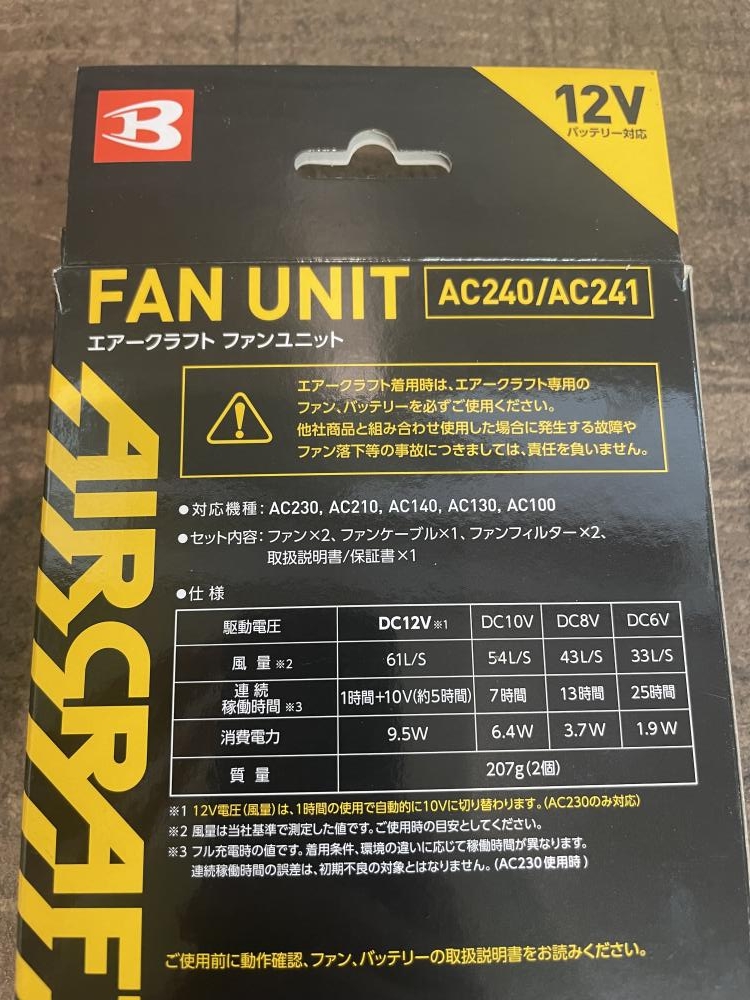 12V
バッテリー対応
FAN UNIT AC240/AC241
エアークラフト ファンユニット
エアークラフト着用時は、エアークラフト専用の
ファン、バッテリーを必ずご使用ください。
他社商品と組み合わせ使用した場合に発生する故障や
ファン落下等の事故につきましては、責任を負いません。
AIRCRAFT
●対応機種: AC230, AC210, AC140, AC130, AC100
●セット内容: ファン×2、ファンケーブル×1、ファンフィルター×2、
取扱説明書/保証書×1
●仕様
駆動電圧 DC12V ※1 DC10V DC8V DC6V
風量 ※2 61L/S 54L/S 43L/S 33L/S
連続
稼働時間 ※3 1時間+10V(約5時間) 7時間 13時間 25時間
消費電力 9.5W 6.4W 3.7W 1.9W
質量 207g(2個)
※1 12V電圧(風量)は、1時間の使用で自動的に10Vに切り替わります。(AC230のみ対応)
※2 風量は当社基準で測定した値です。ご使用時の目安としてください。
※3 フル充電時の値です。着用条件、環境の違いに応じて稼働時間が異なります。
連続稼働時間の誤差は、初期不良の対象とはなりません。(AC230使用時)
ご使用前に動作確認、ファン、バッテリーの取扱説明書をお読みください。